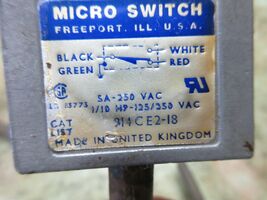 MICRO SWITCH
FREEPORT, ILL. U.S.A.
BLACK WHITE
GREEN RED
5A-250 VAC
1/10 HP-125/250 VAC
CAT
LIST 914CE2-18
MADE IN UNITED KINGDOM